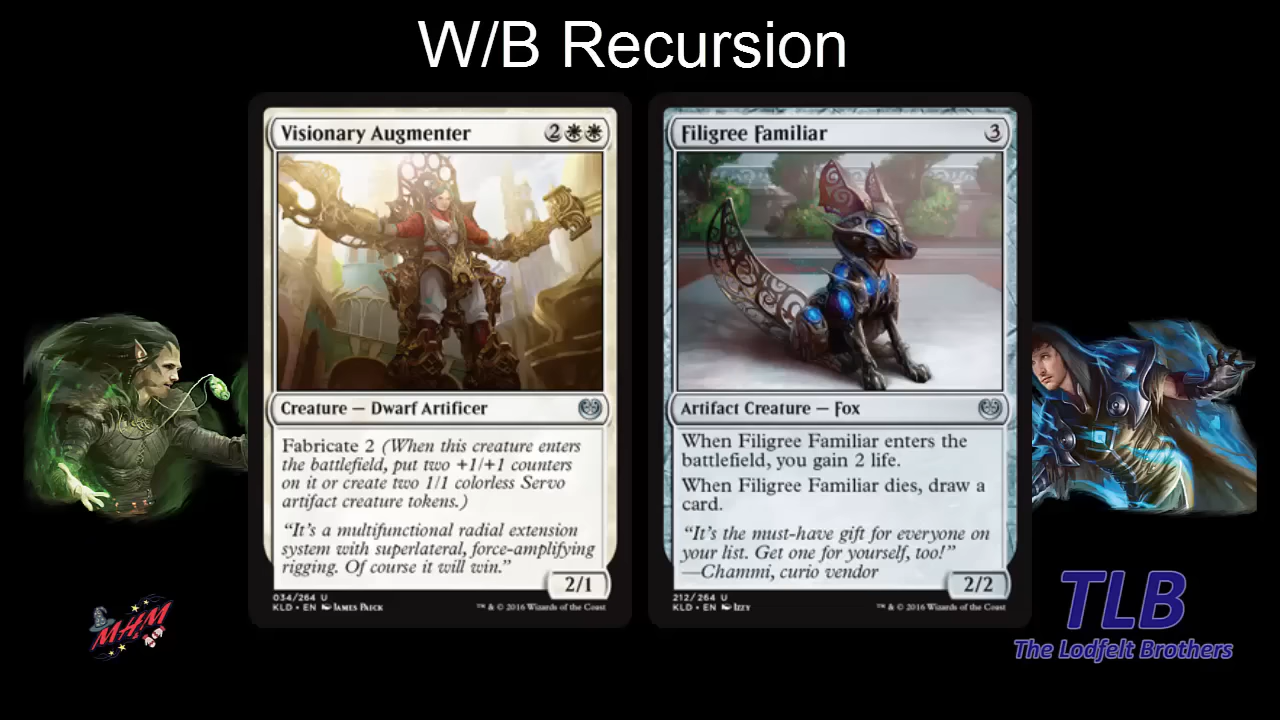 W/B Recursion
Visionary Augmenter 2
Creature — Dwarf Artificer
Fabricate 2 (When this creature enters
the battlefield, put two +1/+1 counters
on it or create two 1/1 colorless Servo
artifact creature tokens.)
"It's a multifunctional radial extension
system with superlateral, force-amplifying
rigging. Of course it will win."
2/1
034/264 U
KLD • EN James Paick
™ & © 2016 Wizards of the Coast
Filigree Familiar 3
Artifact Creature — Fox
When Filigree Familiar enters the
battlefield, you gain 2 life.
When Filigree Familiar dies, draw a
card.
"It's the must-have gift for everyone on
your list. Get one for yourself, too!"
—Chammi, curio vendor
2/2
212/264 U
KLD • EN Izzy
™ & © 2016 Wizards of the Coast
MHM
TLB
The Lodfelt Brothers